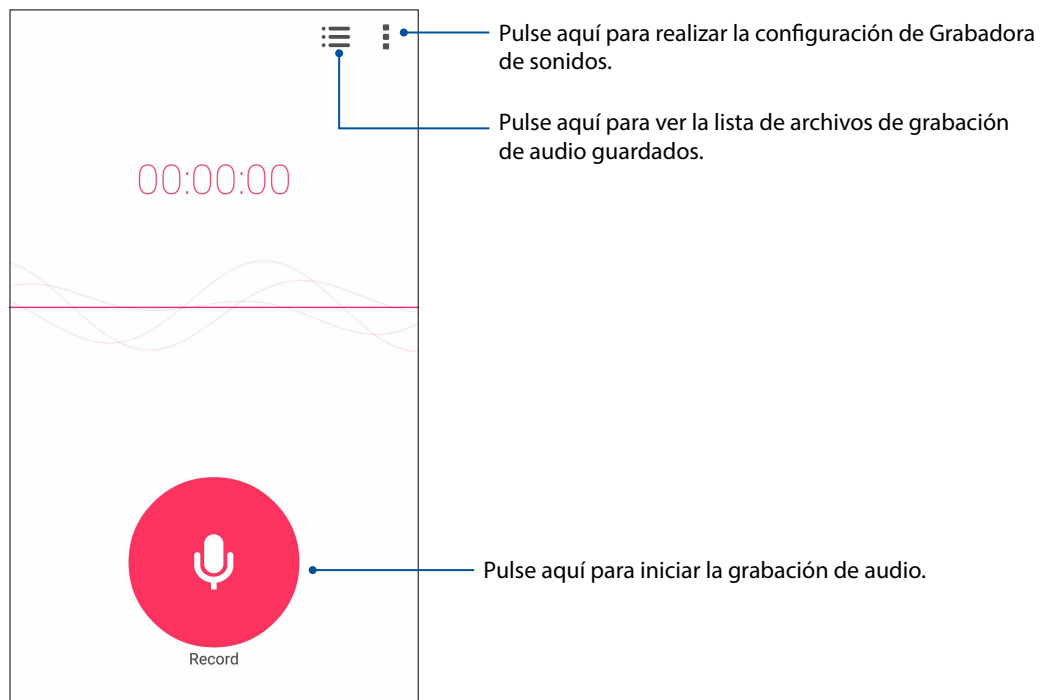 Pulse aquí para realizar la configuración de Grabadora
de sonidos.
Pulse aquí para ver la lista de archivos de grabación
de audio guardados.
00:00:00
Pulse aquí para iniciar la grabación de audio.
Record